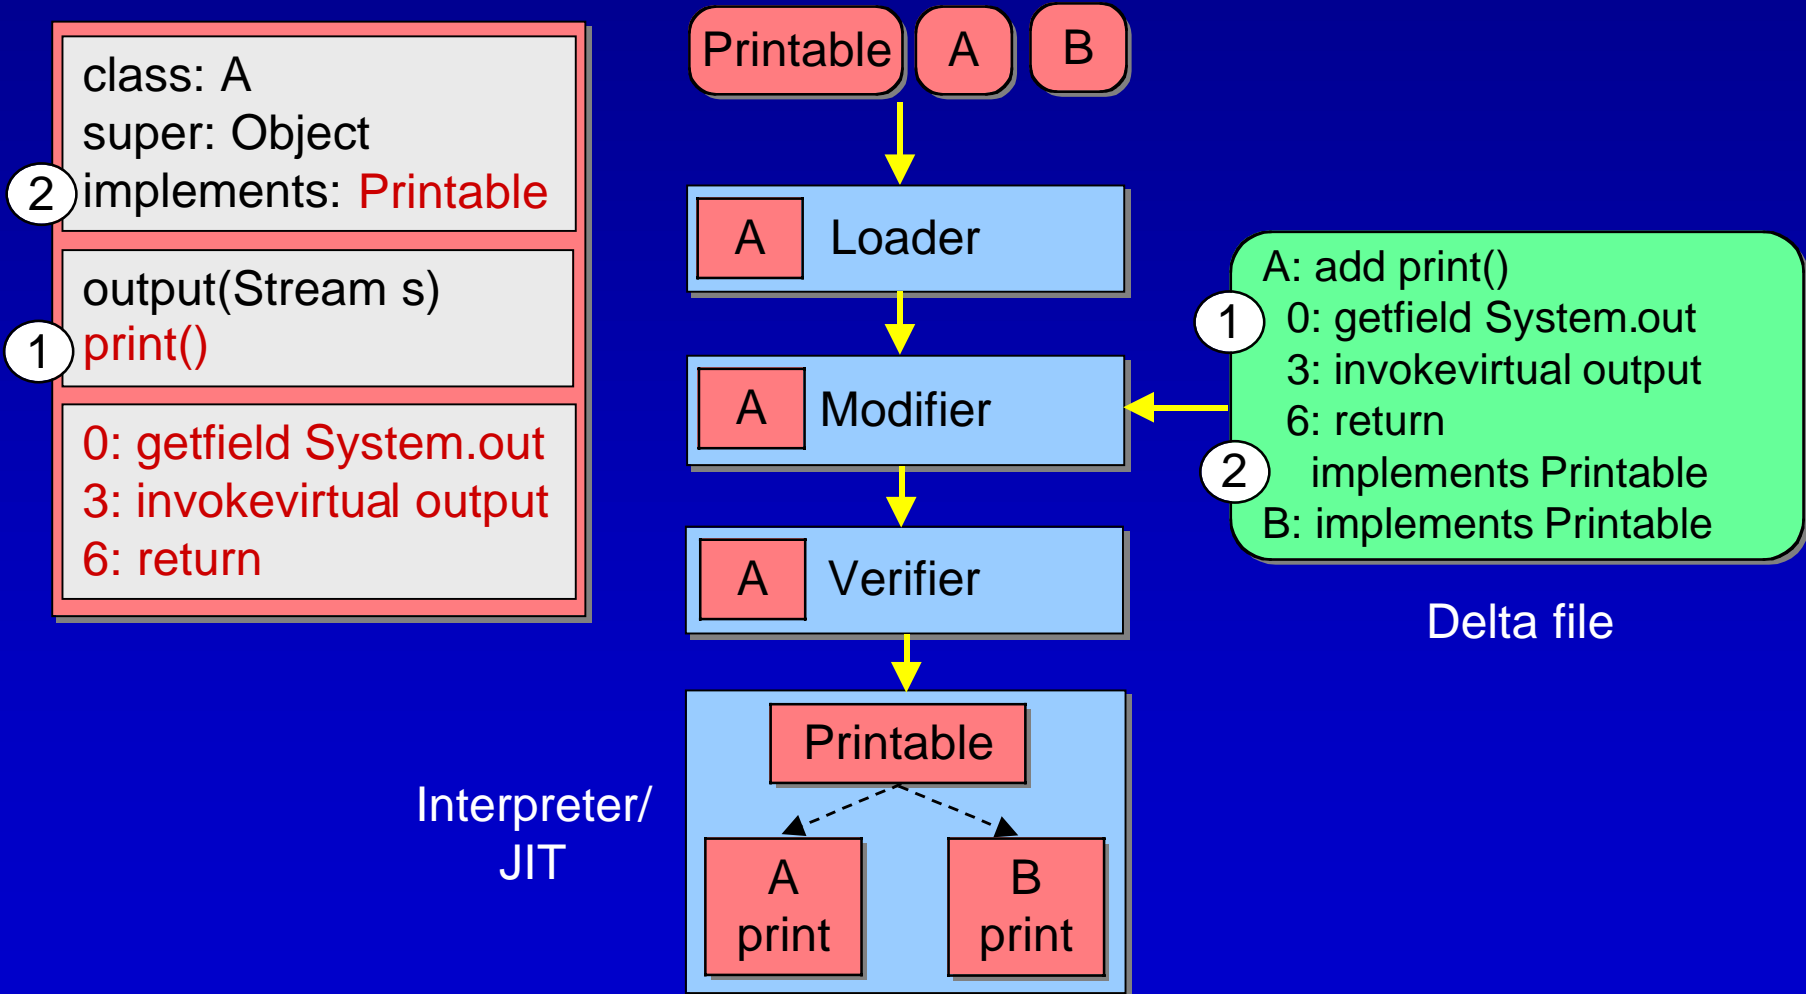 class: A
super: Object
2 implements: Printable
output(Stream s)
1 print()
0: getfield System.out
3: invokevirtual output
6: return
Printable A B
A Loader
A Modifier
A Verifier
Printable
A B
print print
Interpreter/
JIT
A: add print()
1 0: getfield System.out
3: invokevirtual output
6: return
2 implements Printable
B: implements Printable
Delta file